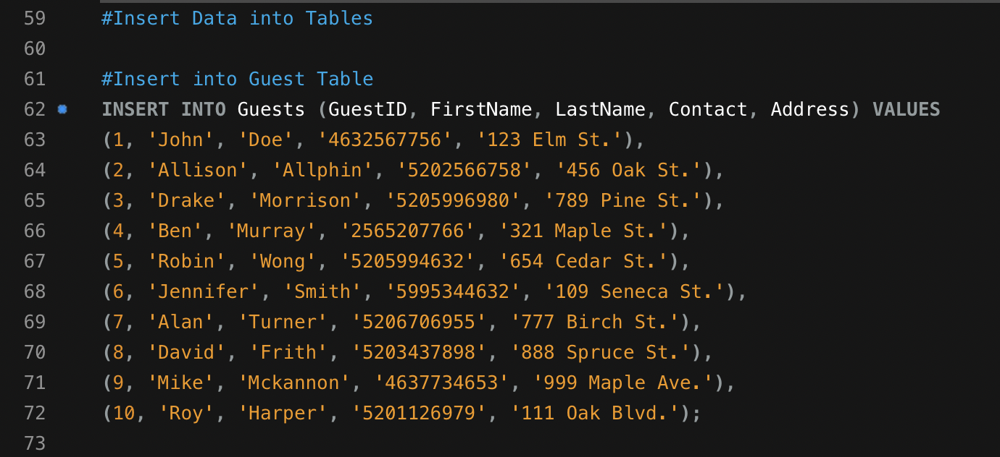 59 #Insert Data into Tables
60
61 #Insert into Guest Table
62 INSERT INTO Guests (GuestID, FirstName, LastName, Contact, Address) VALUES
63 (1, 'John', 'Doe', '4632567756', '123 Elm St.'),
64 (2, 'Allison', 'Allphin', '5202566758', '456 Oak St.'),
65 (3, 'Drake', 'Morrison', '5205996980', '789 Pine St.'),
66 (4, 'Ben', 'Murray', '2565207766', '321 Maple St.'),
67 (5, 'Robin', 'Wong', '5205994632', '654 Cedar St.'),
68 (6, 'Jennifer', 'Smith', '5995344632', '109 Seneca St.'),
69 (7, 'Alan', 'Turner', '5206706955', '777 Birch St.'),
70 (8, 'David', 'Frith', '5203437898', '888 Spruce St.'),
71 (9, 'Mike', 'Mckannon', '4637734653', '999 Maple Ave.'),
72 (10, 'Roy', 'Harper', '5201126979', '111 Oak Blvd.');
73